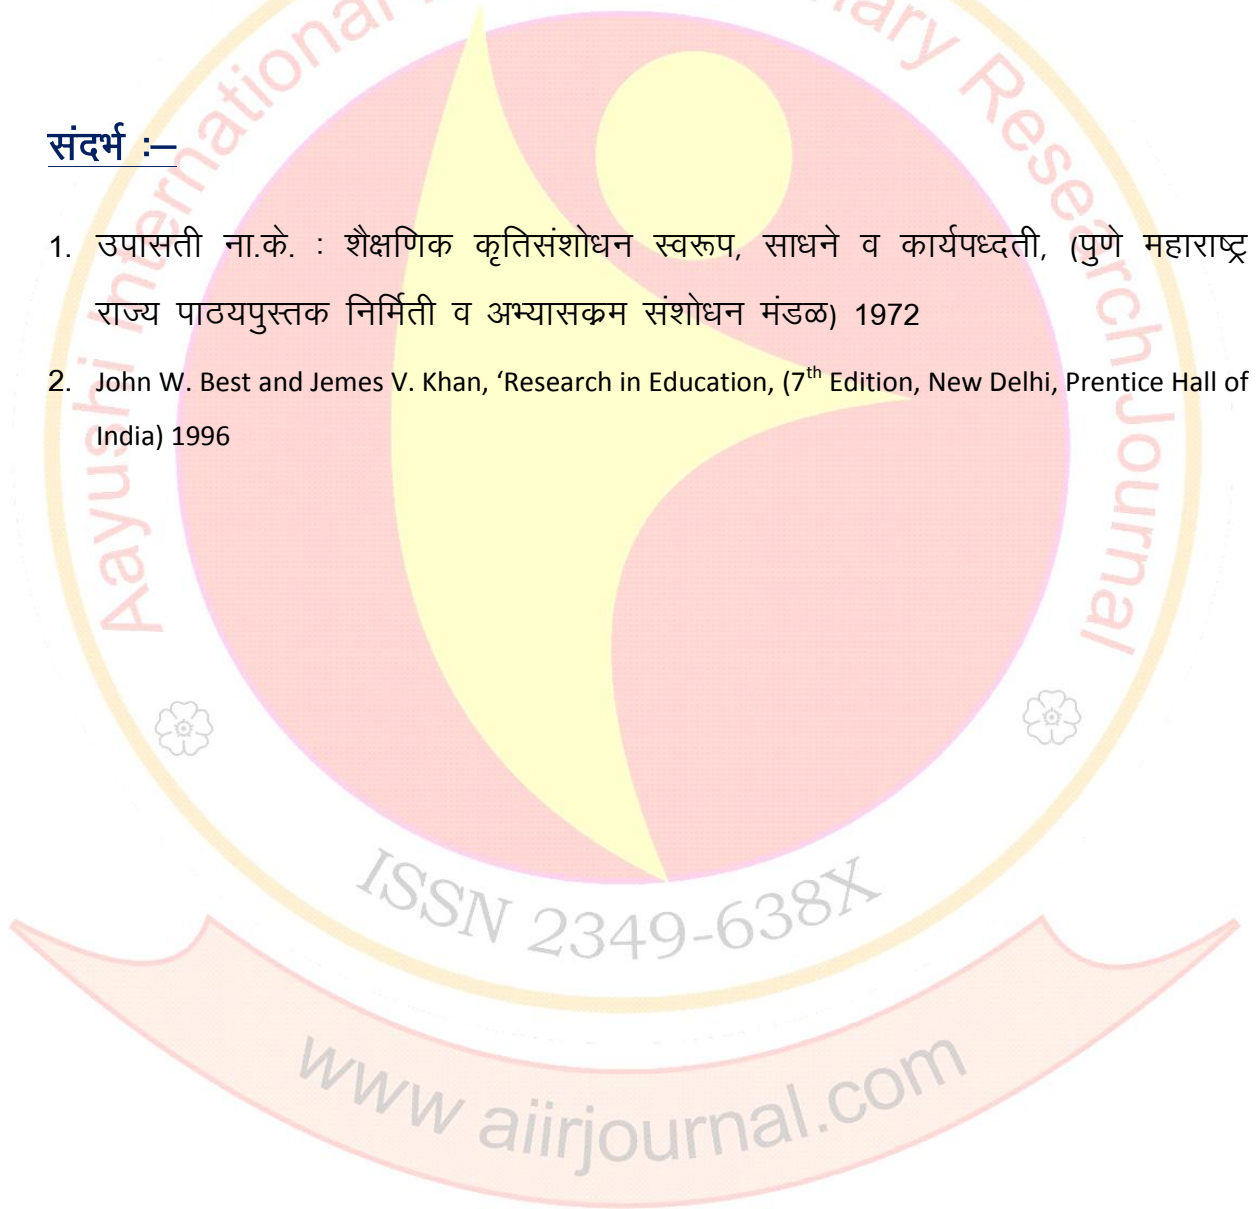 संदर्भ :–
1. उपासती ना.के. : शैक्षणिक कृतिसंशोधन स्वरूप, साधने व कार्यपध्दती, (पुणे महाराष्ट्र
राज्य पाठयपुस्तक निर्मिती व अभ्यासक्रम संशोधन मंडळ) 1972
2. John W. Best and Jemes V. Khan, ‘Research in Education, (7th Edition, New Delhi, Prentice Hall of
India) 1996
Aayushi International
Research Journal
ISSN 2349-638X
www aiirjournal.com